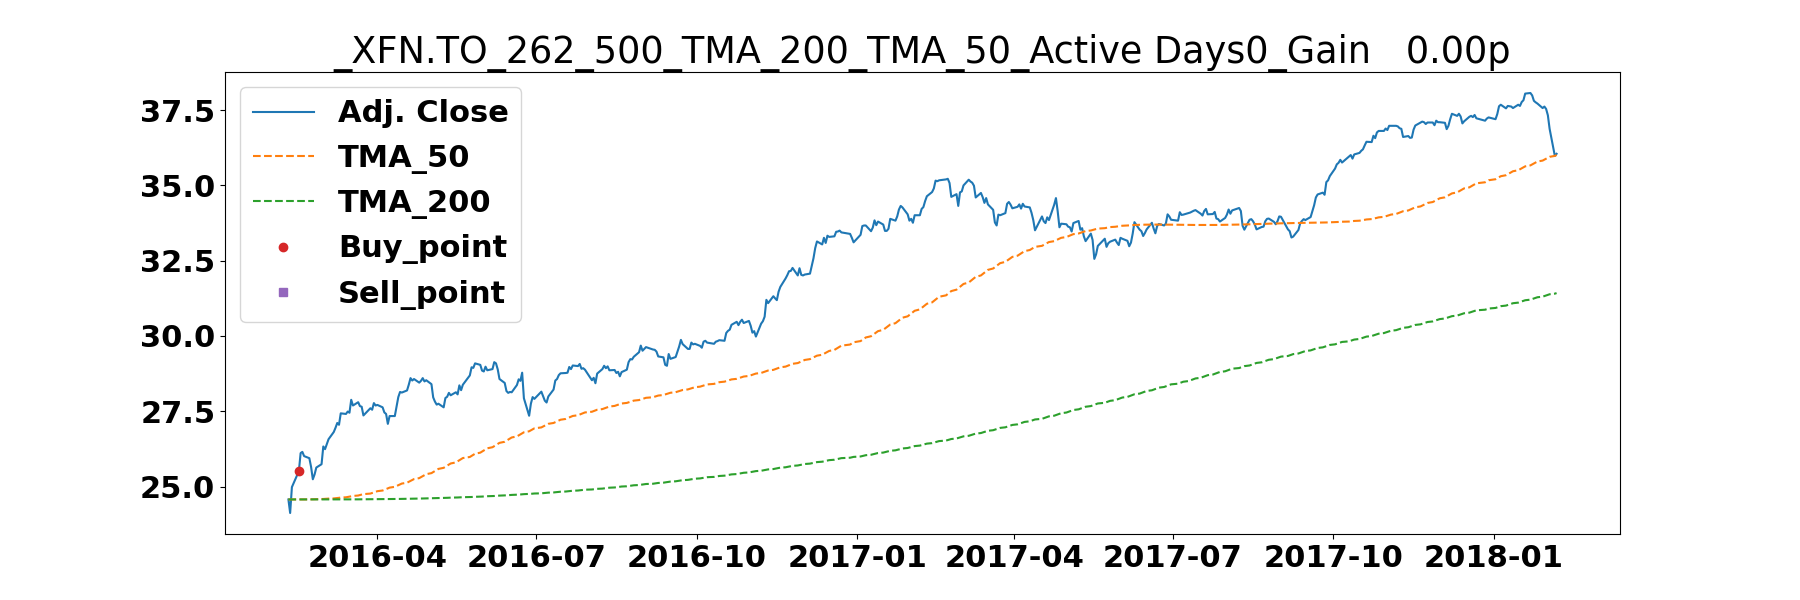 _XFN.TO_262_500_TMA_200_TMA_50_Active Days0_Gain   0.00p
37.5
35.0
32.5
30.0
27.5
25.0
Adj. Close
TMA_50
TMA_200
Buy_point
Sell_point
2016-04 2016-07 2016-10 2017-01 2017-04 2017-07 2017-10 2018-01